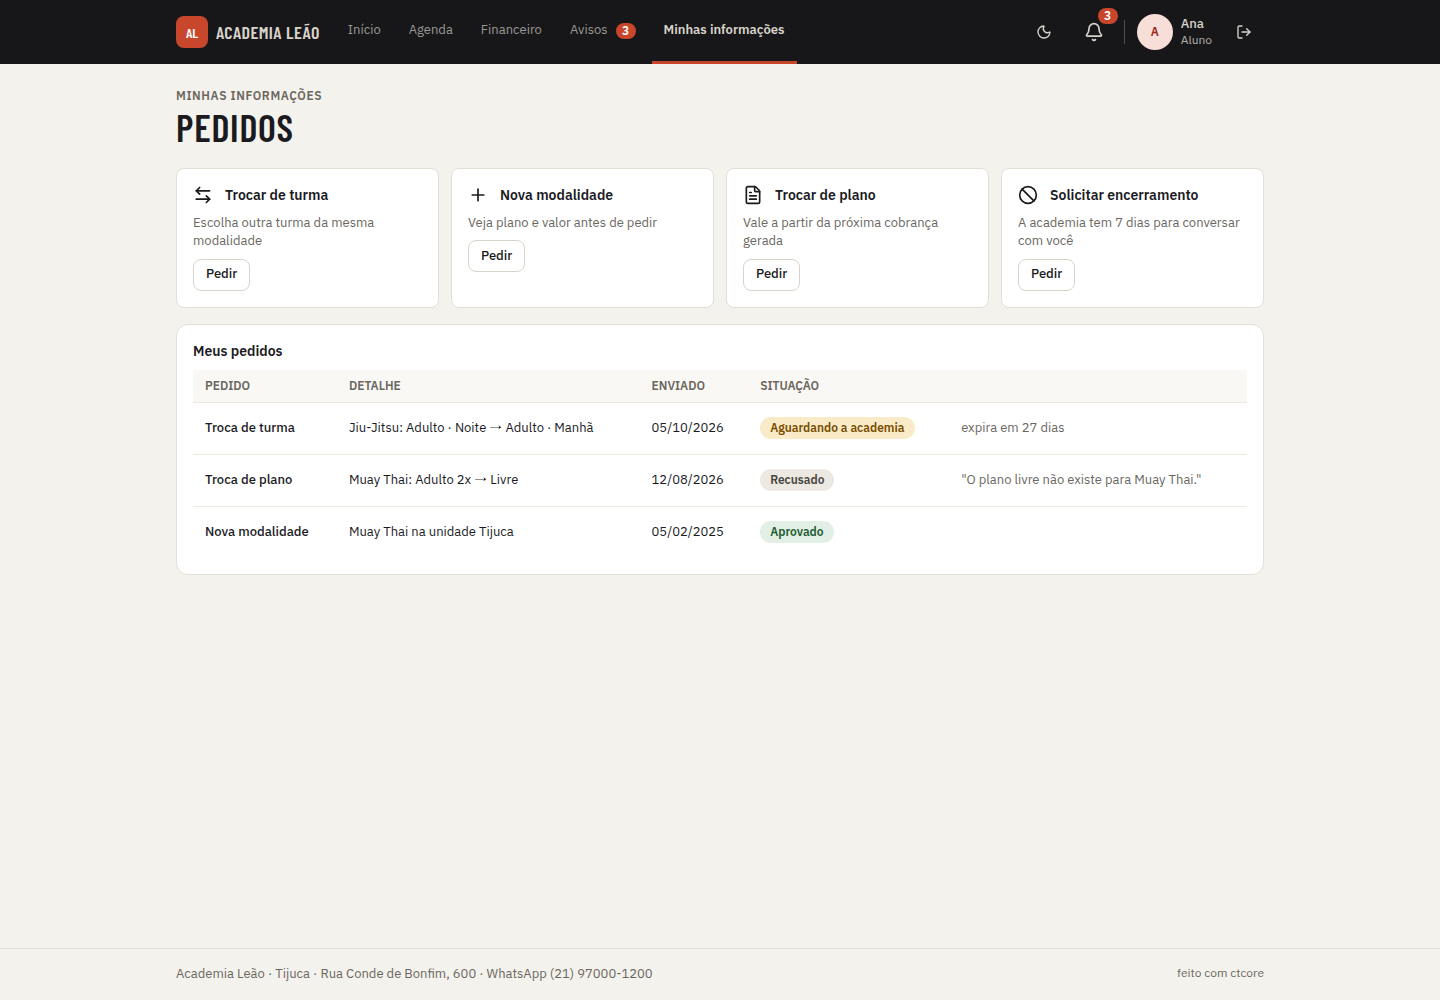 AL ACADEMIA LEÃO Início Agenda Financeiro Avisos 3 Minhas informações 3 A Ana
Aluno
MINHAS INFORMAÇÕES
PEDIDOS
Trocar de turma
Escolha outra turma da mesma
modalidade
Pedir
Nova modalidade
Veja plano e valor antes de pedir
Pedir
Trocar de plano
Vale a partir da próxima cobrança
gerada
Pedir
Solicitar encerramento
A academia tem 7 dias para conversar
com você
Pedir
Meus pedidos
PEDIDO DETALHE ENVIADO SITUAÇÃO
Troca de turma Jiu-Jitsu: Adulto · Noite → Adulto · Manhã 05/10/2026 Aguardando a academia expira em 27 dias
Troca de plano Muay Thai: Adulto 2x → Livre 12/08/2026 Recusado "O plano livre não existe para Muay Thai."
Nova modalidade Muay Thai na unidade Tijuca 05/02/2025 Aprovado
Academia Leão · Tijuca · Rua Conde de Bonfim, 600 · WhatsApp (21) 97000-1200 feito com ctcore